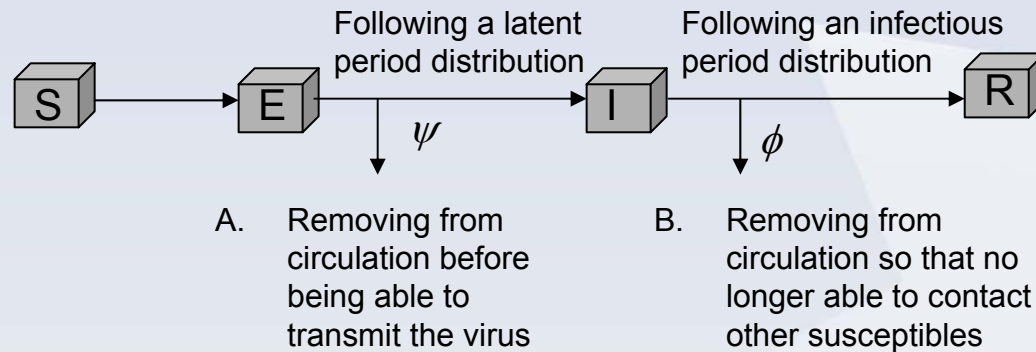 Following a latent
period distribution
Following an infectious
period distribution
S
E
I
R
ψ
ϕ
A. Removing from
circulation before
being able to
transmit the virus
B. Removing from
circulation so that no
longer able to contact
other susceptibles